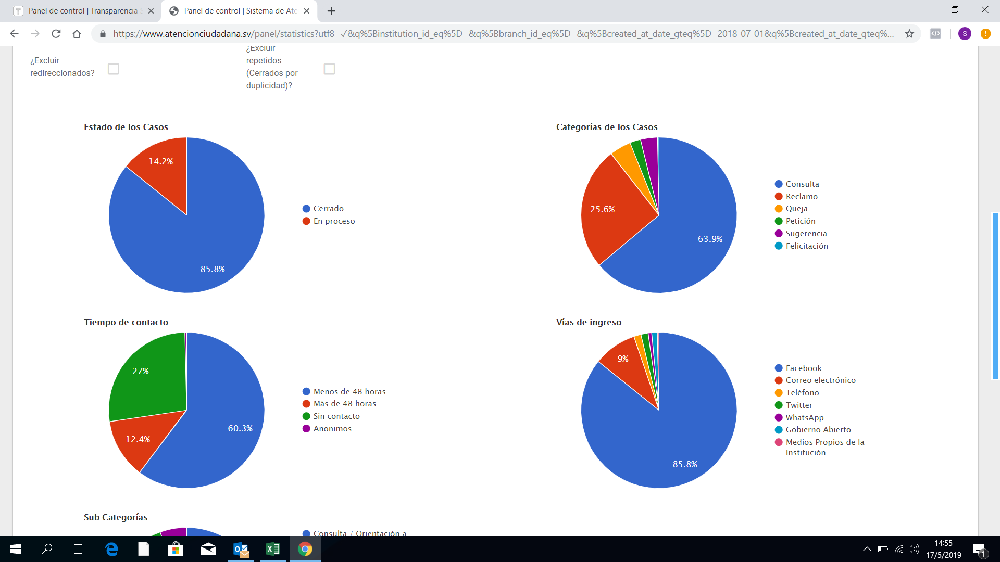 Panel de control | Transparencia
Panel de control | Sistema de Ate
https://www.atencionciudadana.sv/panel/statistics?utf8=✓&q%5Binstitution_id_eq%5D=&q%5Bbranch_id_eq%5D=&q%5Bcreated_at_date_gteq%5D=2018-07-01&q%5Bcreated_at_date_gteq%...
S
¿Excluir
redireccionados?
¿Excluir
repetidos
(Cerrados por
duplicidad)?
Estado de los Casos
14.2%
85.8%
Cerrado
En proceso
Categorías de los Casos
25.6%
63.9%
Consulta
Reclamo
Queja
Petición
Sugerencia
Felicitación
Tiempo de contacto
27%
12.4%
60.3%
Menos de 48 horas
Más de 48 horas
Sin contacto
Anonimos
Vías de ingreso
9%
85.8%
Facebook
Correo electrónico
Teléfono
Twitter
WhatsApp
Gobierno Abierto
Medios Propios de la
Institución
Sub Categorías
Consulta / Orientación a
14:55
17/5/2019
1